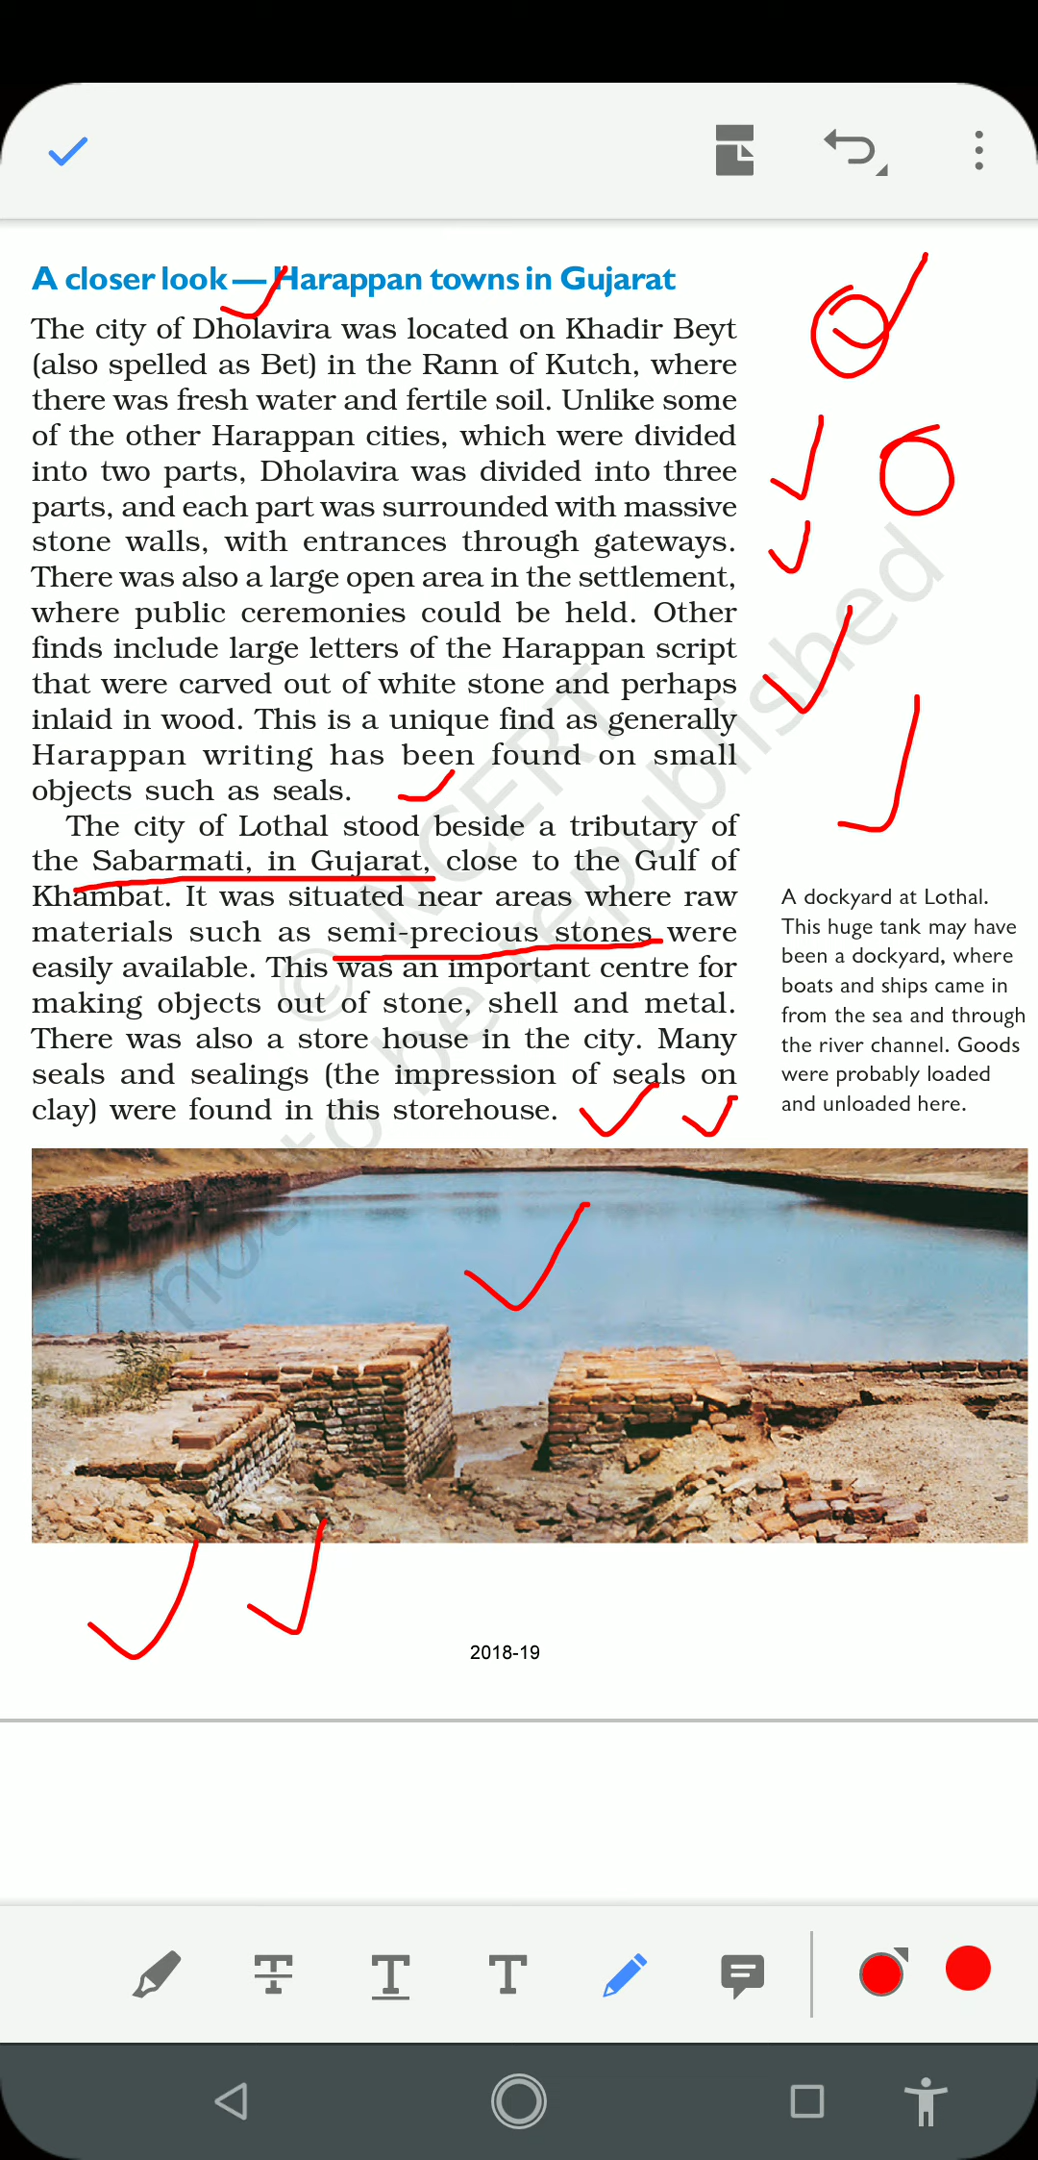 A closer look — Harappan towns in Gujarat
The city of Dholavira was located on Khadir Beyt
(also spelled as Bet) in the Rann of Kutch, where
there was fresh water and fertile soil. Unlike some
of the other Harappan cities, which were divided
into two parts, Dholavira was divided into three
parts, and each part was surrounded with massive
stone walls, with entrances through gateways.
There was also a large open area in the settlement,
where public ceremonies could be held. Other
finds include large letters of the Harappan script
that were carved out of white stone and perhaps
inlaid in wood. This is a unique find as generally
Harappan writing has been found on small
objects such as seals.
The city of Lothal stood beside a tributary of
the Sabarmati, in Gujarat, close to the Gulf of
Khambat. It was situated near areas where raw
materials such as semi-precious stones were
easily available. This was an important centre for
making objects out of stone, shell and metal.
There was also a store house in the city. Many
seals and sealings (the impression of seals on
clay) were found in this storehouse.
A dockyard at Lothal.
This huge tank may have
been a dockyard, where
boats and ships came in
from the sea and through
the river channel. Goods
were probably loaded
and unloaded here.
© NCERT
not to be republished
2018-19